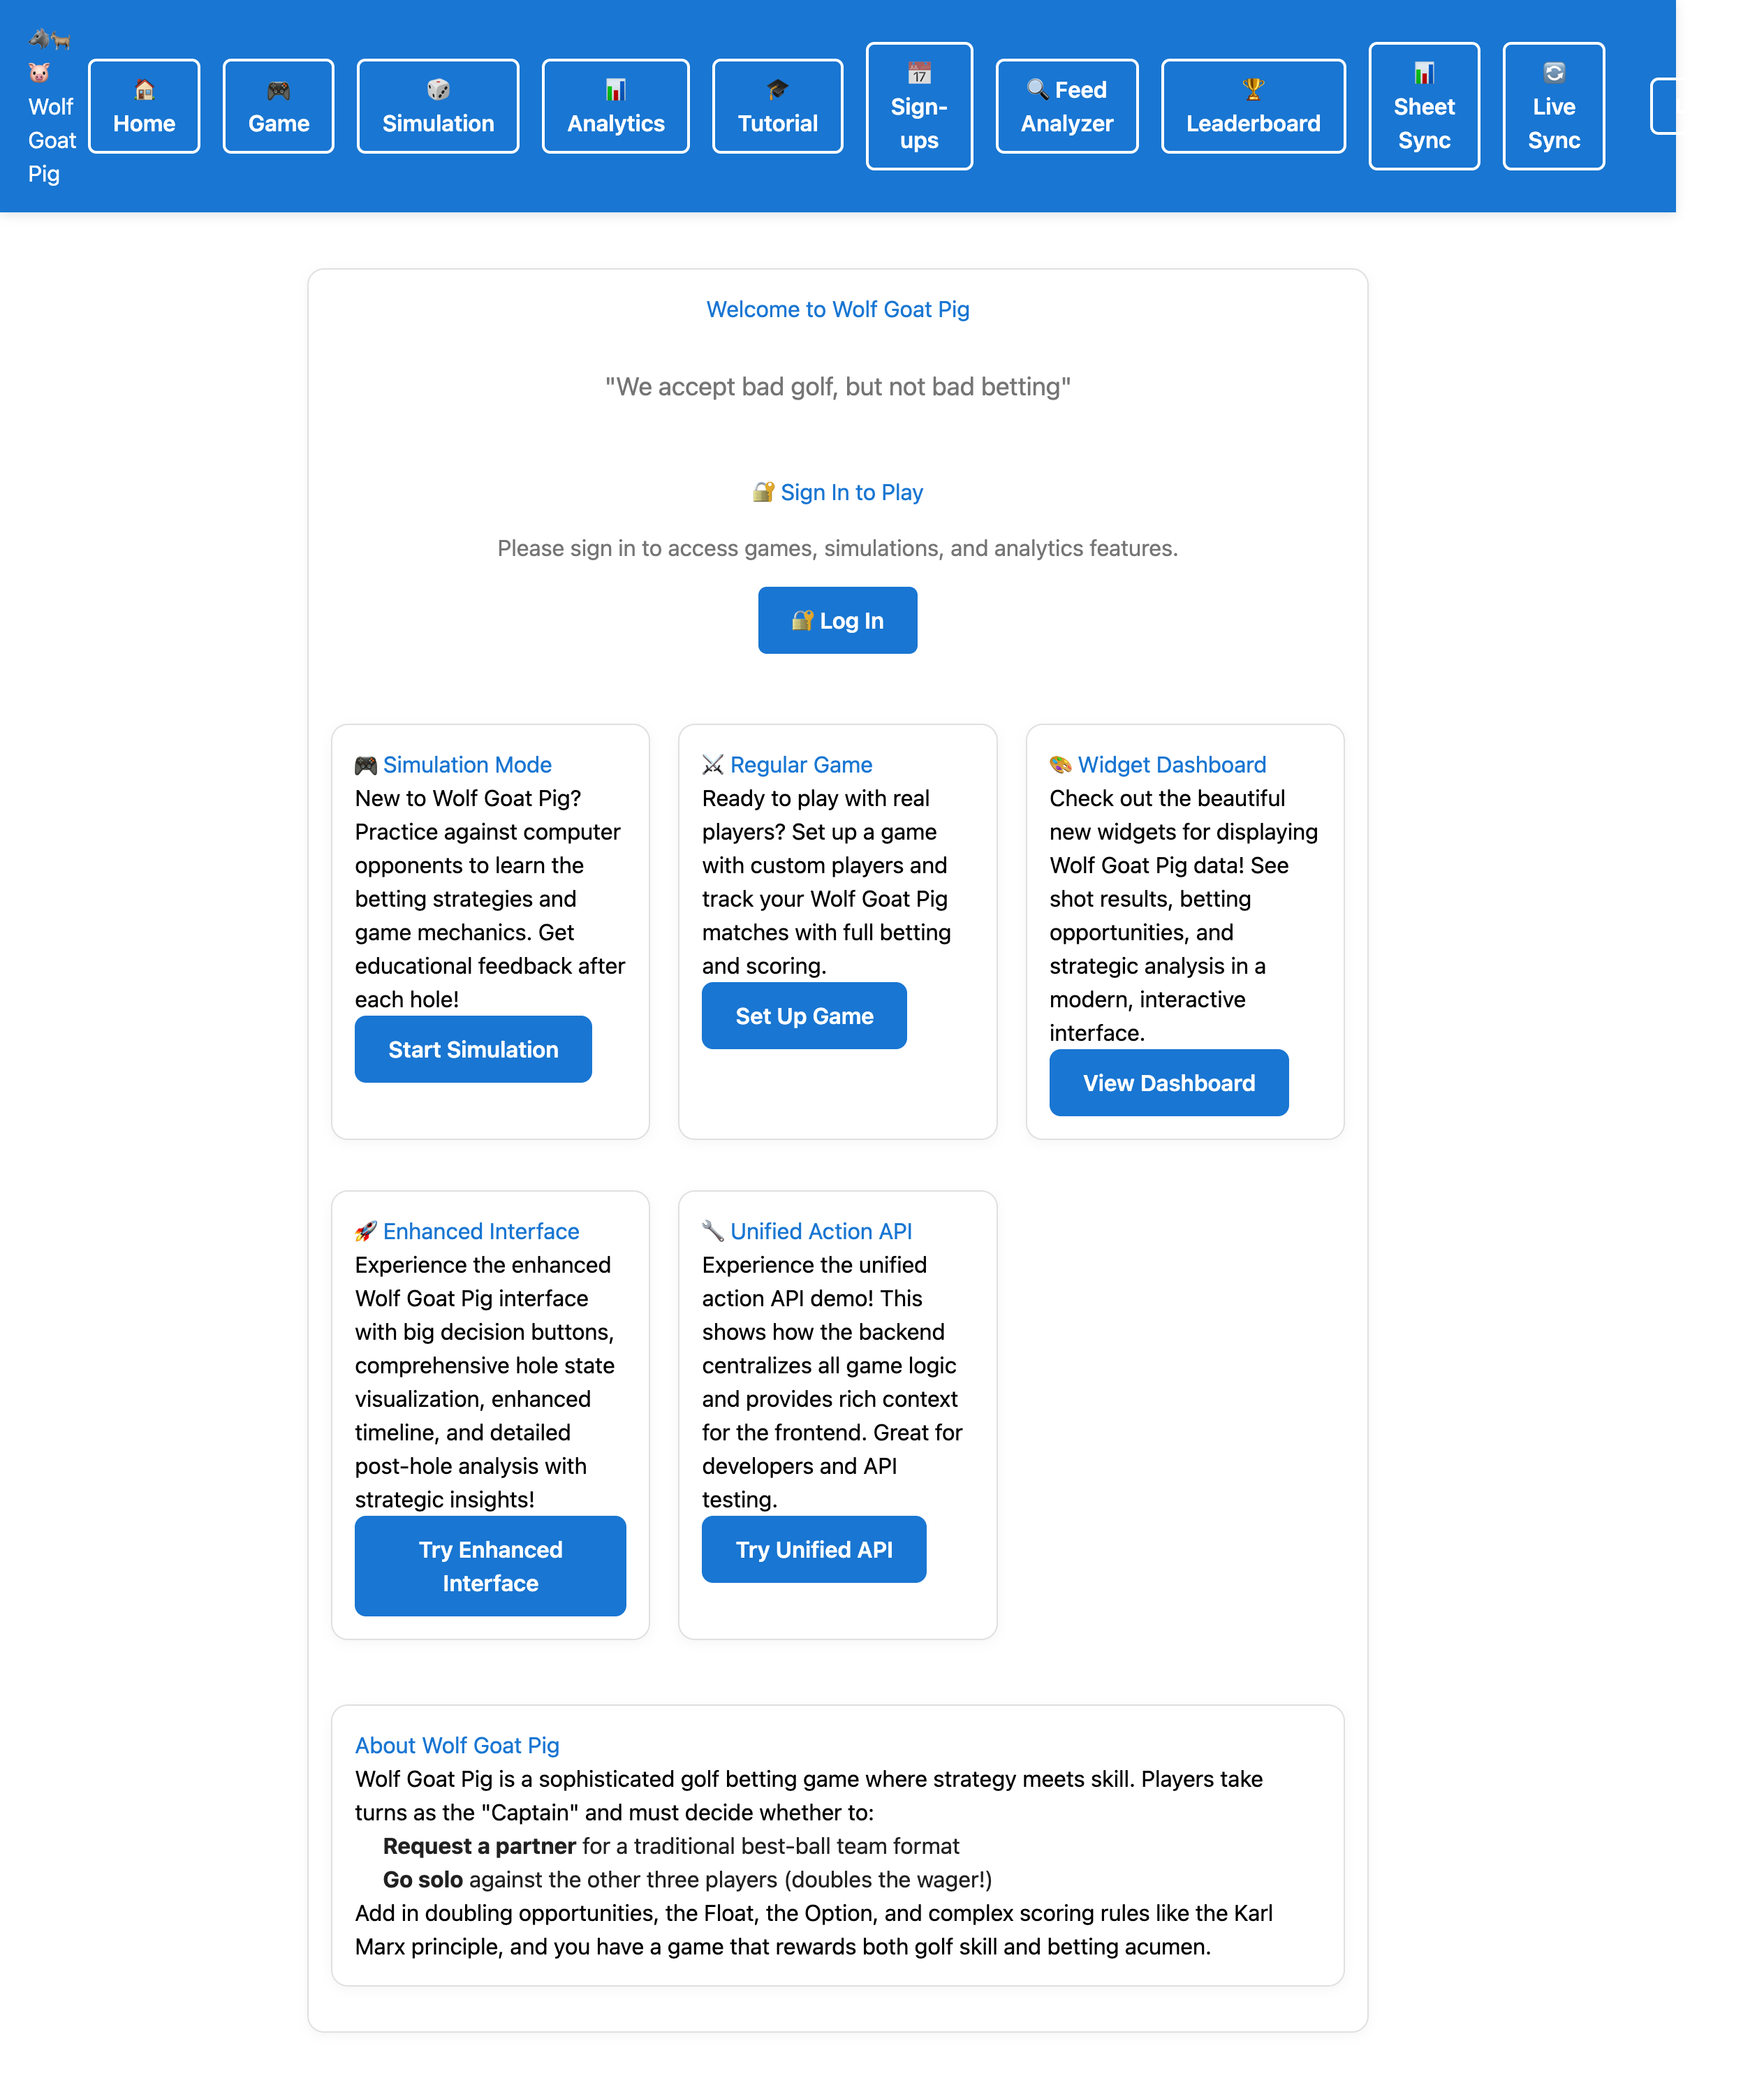 Wolf
Goat
Pig
Home
Game
Simulation
Analytics
Tutorial
17
Sign-
ups
Feed
Analyzer
Leaderboard
Sheet
Sync
Live
Sync
Welcome to Wolf Goat Pig
"We accept bad golf, but not bad betting"
Sign In to Play
Please sign in to access games, simulations, and analytics features.
Log In
Simulation Mode
New to Wolf Goat Pig?
Practice against computer
opponents to learn the
betting strategies and
game mechanics. Get
educational feedback after
each hole!
Start Simulation
Regular Game
Ready to play with real
players? Set up a game
with custom players and
track your Wolf Goat Pig
matches with full betting
and scoring.
Set Up Game
Widget Dashboard
Check out the beautiful
new widgets for displaying
Wolf Goat Pig data! See
shot results, betting
opportunities, and
strategic analysis in a
modern, interactive
interface.
View Dashboard
Enhanced Interface
Experience the enhanced
Wolf Goat Pig interface
with big decision buttons,
comprehensive hole state
visualization, enhanced
timeline, and detailed
post-hole analysis with
strategic insights!
Try Enhanced
Interface
Unified Action API
Experience the unified
action API demo! This
shows how the backend
centralizes all game logic
and provides rich context
for the frontend. Great for
developers and API
testing.
Try Unified API
About Wolf Goat Pig
Wolf Goat Pig is a sophisticated golf betting game where strategy meets skill. Players take
turns as the "Captain" and must decide whether to:
Request a partner for a traditional best-ball team format
Go solo against the other three players (doubles the wager!)
Add in doubling opportunities, the Float, the Option, and complex scoring rules like the Karl
Marx principle, and you have a game that rewards both golf skill and betting acumen.